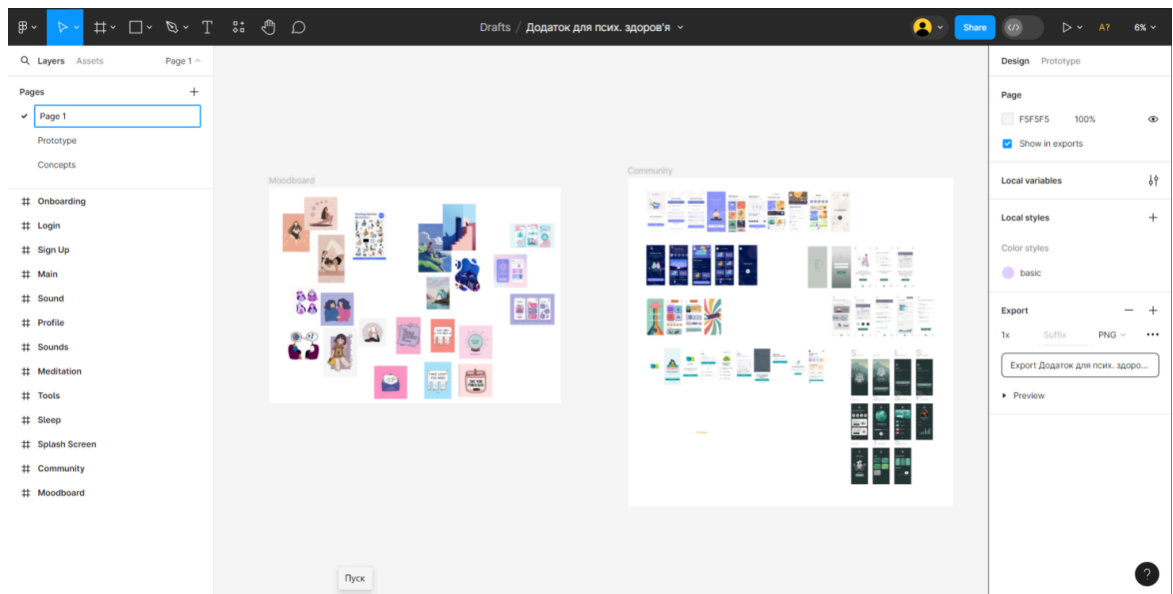 Drafts / Додаток для псих. здоров'я
Share
A?
6%
Layers Assets Page 1
Pages
Page 1
Prototype
Concepts
Onboarding
Login
Sign Up
Main
Sound
Profile
Sounds
Meditation
Tools
Sleep
Splash Screen
Community
Moodboard
Moodboard
Community
Пуск
Design Prototype
Page
F5F5F5 100%
Show in exports
Local variables
Local styles
Color styles
basic
Export
1x Suffix PNG
Export Додаток для псих. здоро...
Preview
?